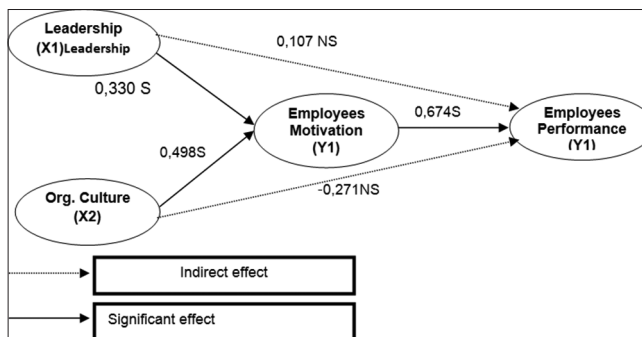 Leadership
(X1)Leadership
0,107 NS
0,330 S
Employees
Motivation
(Y1)
0,674S
Employees
Performance
(Y1)
0,498S
Org. Culture
(X2)
-0,271NS
Indirect effect
Significant effect